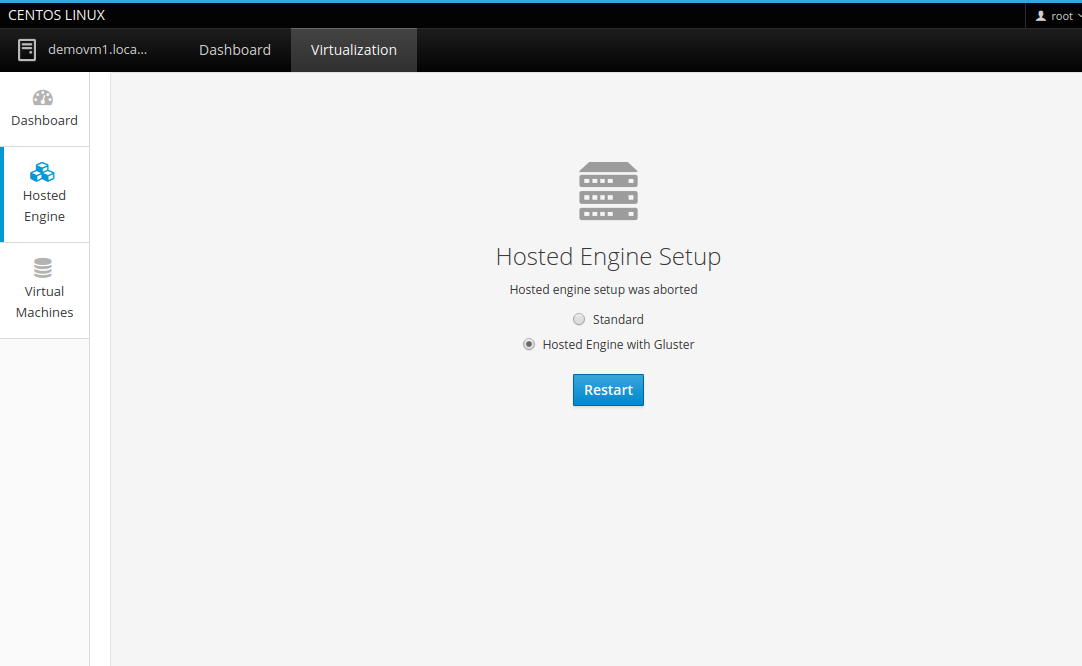 CENTOS LINUX
root
demovm1.loca...
Dashboard
Virtualization
Dashboard
Hosted
Engine
Virtual
Machines
Hosted Engine Setup
Hosted engine setup was aborted
Standard
Hosted Engine with Gluster
Restart